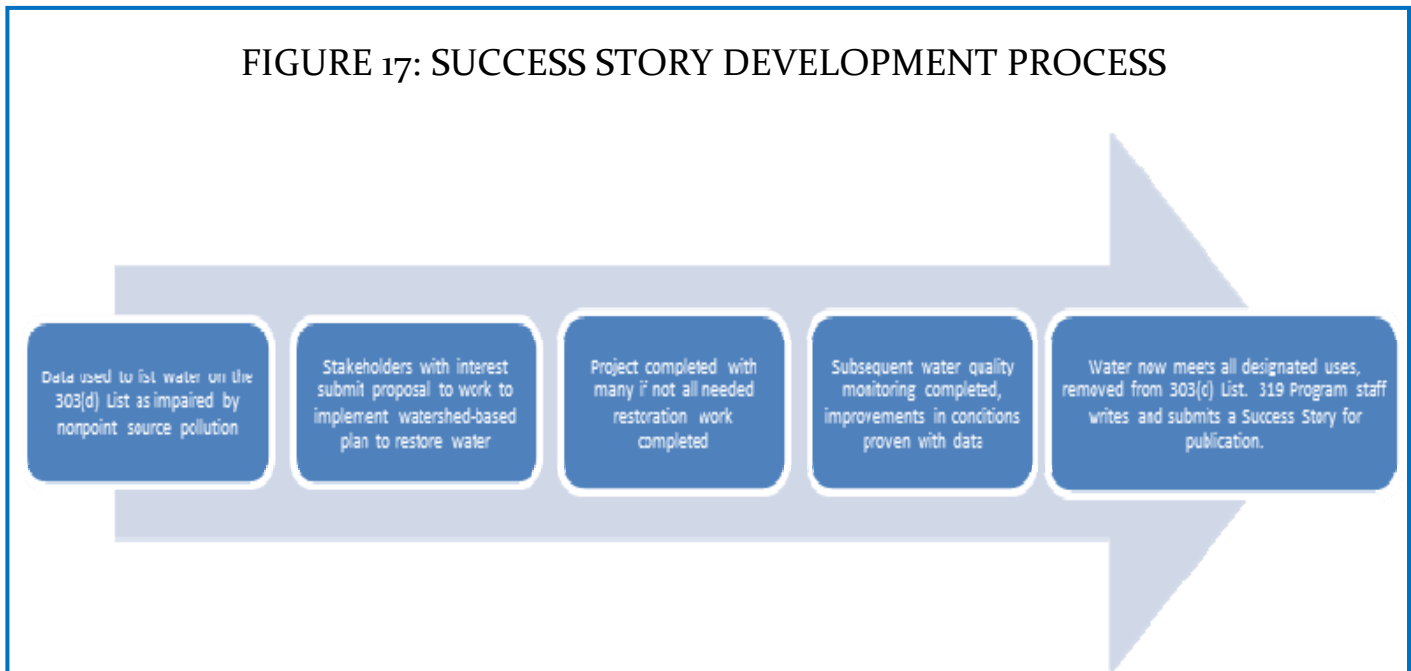 FIGURE 17: SUCCESS STORY DEVELOPMENT PROCESS
Data used to list water on the
303(d) List as impaired by
nonpoint source pollution
Stakeholders with interest
submit proposal to work to
implement watershed-based
plan to restore water
Project completed with
many if not all needed
restoration work
completed
Subsequent water quality
monitoring completed,
improvements in conditions
proven with data
Water now meets all designated uses,
removed from 303(c) List. 319 Program staff
writes and submits a Success Story for
publication.